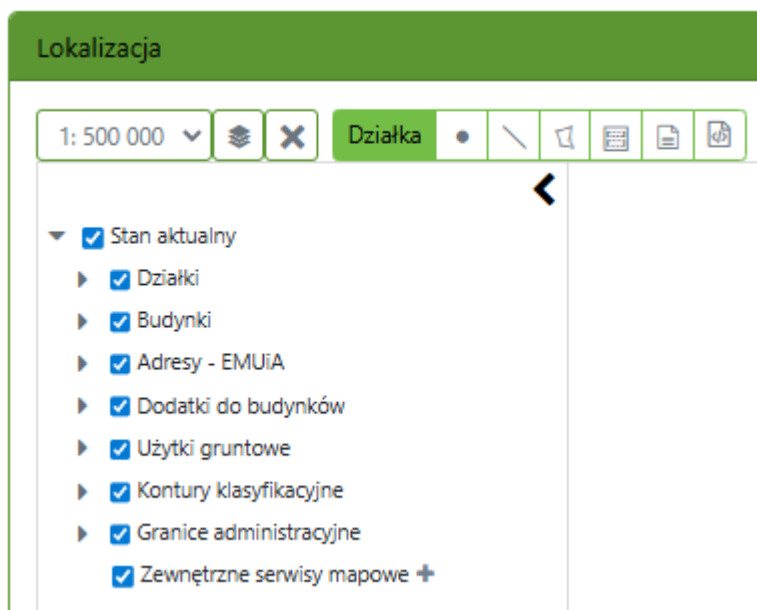 Lokalizacja
1: 500 000 Działka
Stan aktualny
Działki
Budynki
Adresy - EMUiA
Dodatki do budynków
Użytki gruntowe
Kontury klasyfikacyjne
Granice administracyjne
Zewnętrzne serwisy mapowe